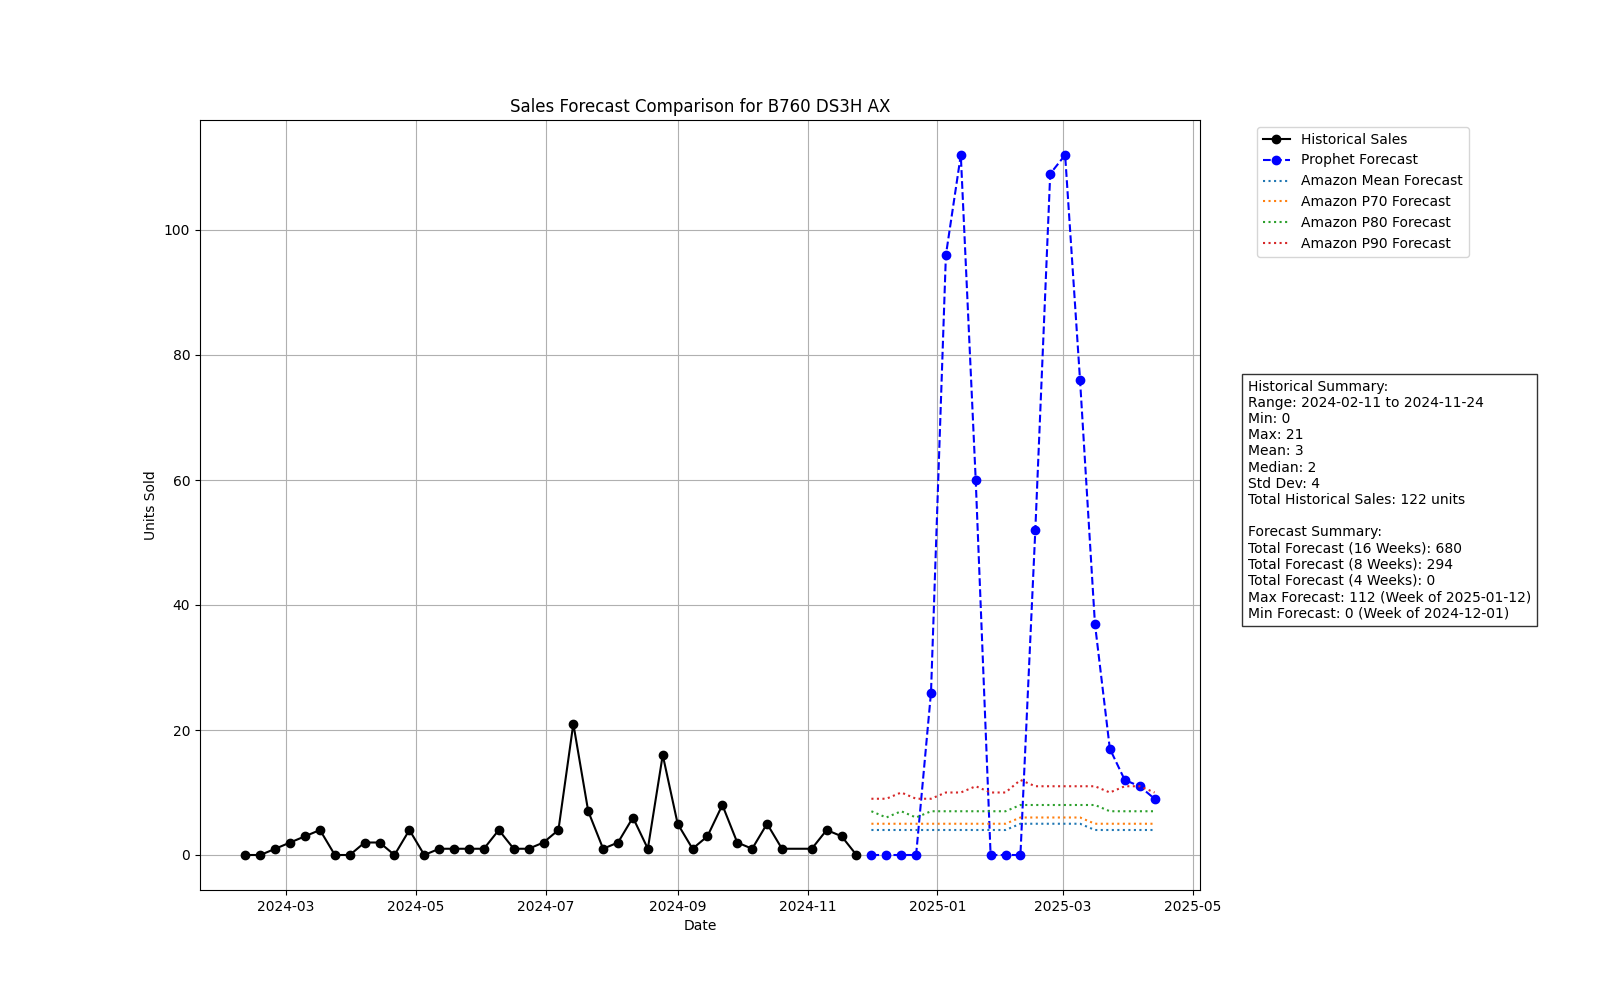 Sales Forecast Comparison for B760 DS3H AX
Units Sold
100
80
60
40
20
0
2024-03
2024-05
2024-07
2024-09
2024-11
2025-01
2025-03
2025-05
Date
Historical Sales
Prophet Forecast
Amazon Mean Forecast
Amazon P70 Forecast
Amazon P80 Forecast
Amazon P90 Forecast
Historical Summary:
Range: 2024-02-11 to 2024-11-24
Min: 0
Max: 21
Mean: 3
Median: 2
Std Dev: 4
Total Historical Sales: 122 units
Forecast Summary:
Total Forecast (16 Weeks): 680
Total Forecast (8 Weeks): 294
Total Forecast (4 Weeks): 0
Max Forecast: 112 (Week of 2025-01-12)
Min Forecast: 0 (Week of 2024-12-01)